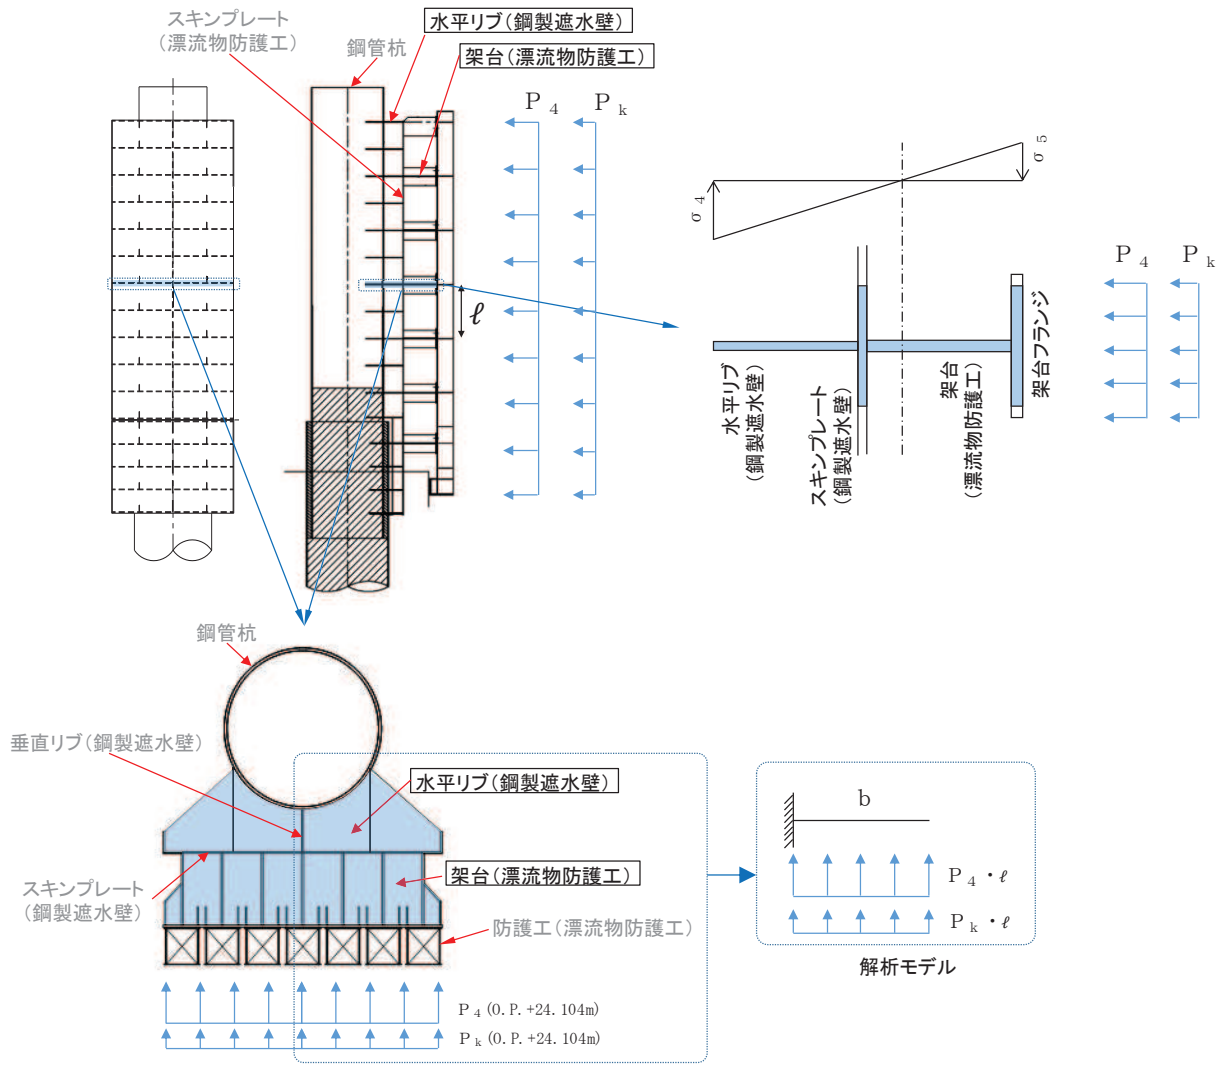 スキンプレート
(漂流物防護工)
鋼管杭
水平リブ(鋼製遮水壁)
架台(漂流物防護工)
P 4
P k
ℓ
σ 4
σ 5
P 4
P k
水平リブ
(鋼製遮水壁)
スキンプレート
(鋼製遮水壁)
架台
(漂流物防護工)
架台フランジ
鋼管杭
垂直リブ(鋼製遮水壁)
水平リブ(鋼製遮水壁)
スキンプレート
(鋼製遮水壁)
架台(漂流物防護工)
防護工(漂流物防護工)
P 4 (O.P.+24.104m)
P k (O.P.+24.104m)
b
P 4 ・ℓ
P k ・ℓ
解析モデル